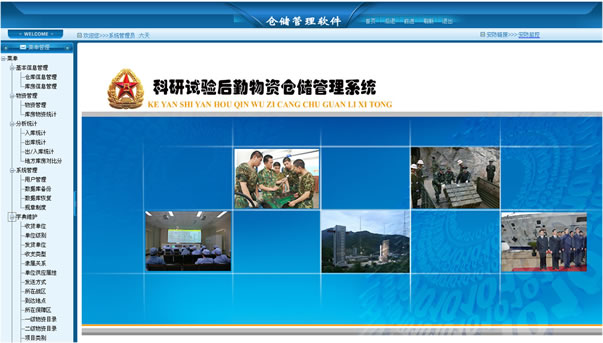 仓储管理软件
首页 后退 前进 刷新 退出
WELCOME
欢迎您>>>系统管理员 :六天
安防链接>>> 安防监控
菜单管理
菜单
基本信息管理
仓库信息管理
库房信息管理
物资管理
物资管理
库房物资统计
分析统计
入库统计
出库统计
出/入库统计
地方库房对比分
系统管理
用户管理
数据库备份
数据库恢复
规章制度
字典维护
收货单位
单位级别
发货单位
收发类型
隶属关系
单位供应属性
发送方式
所在战区
到达地点
所在保障区
一级物资目录
二级物资目录
项目类别
科研试验后勤物资仓储管理系统
KE YAN SHI YAN HOU QIN WU ZI CANG CHU GUAN LI XI TONG